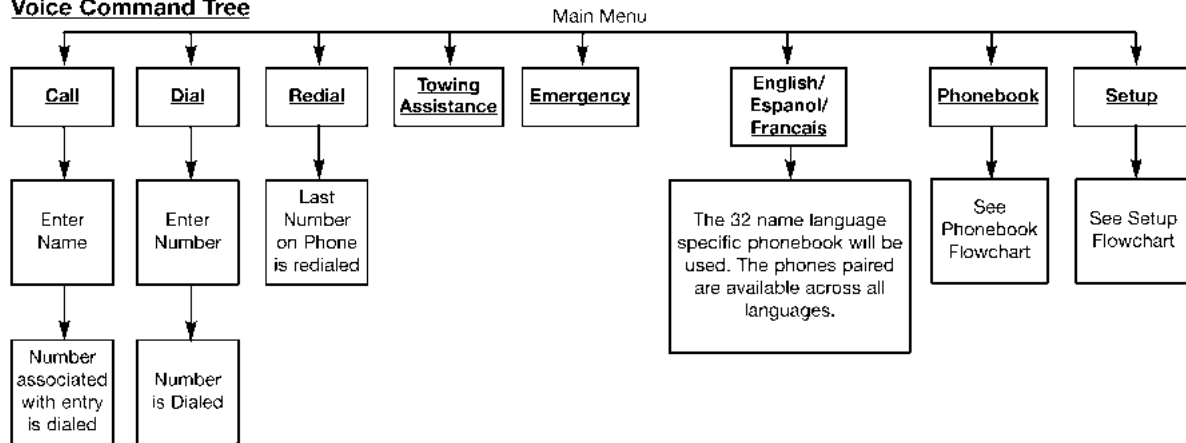 Voice Command Tree
Main Menu
Call
Dial
Redial
Towing
Assistance
Emergency
English/
Espanol/
Francais
Phonebook
Setup
Enter
Name
Enter
Number
Last
Number
on Phone
is redialed
The 32 name language
specific phonebook will be
used. The phones paired
are available across all
languages.
See
Phonebook
Flowchart
See Setup
Flowchart
Number
associated
with entry
is dialed
Number
is Dialed